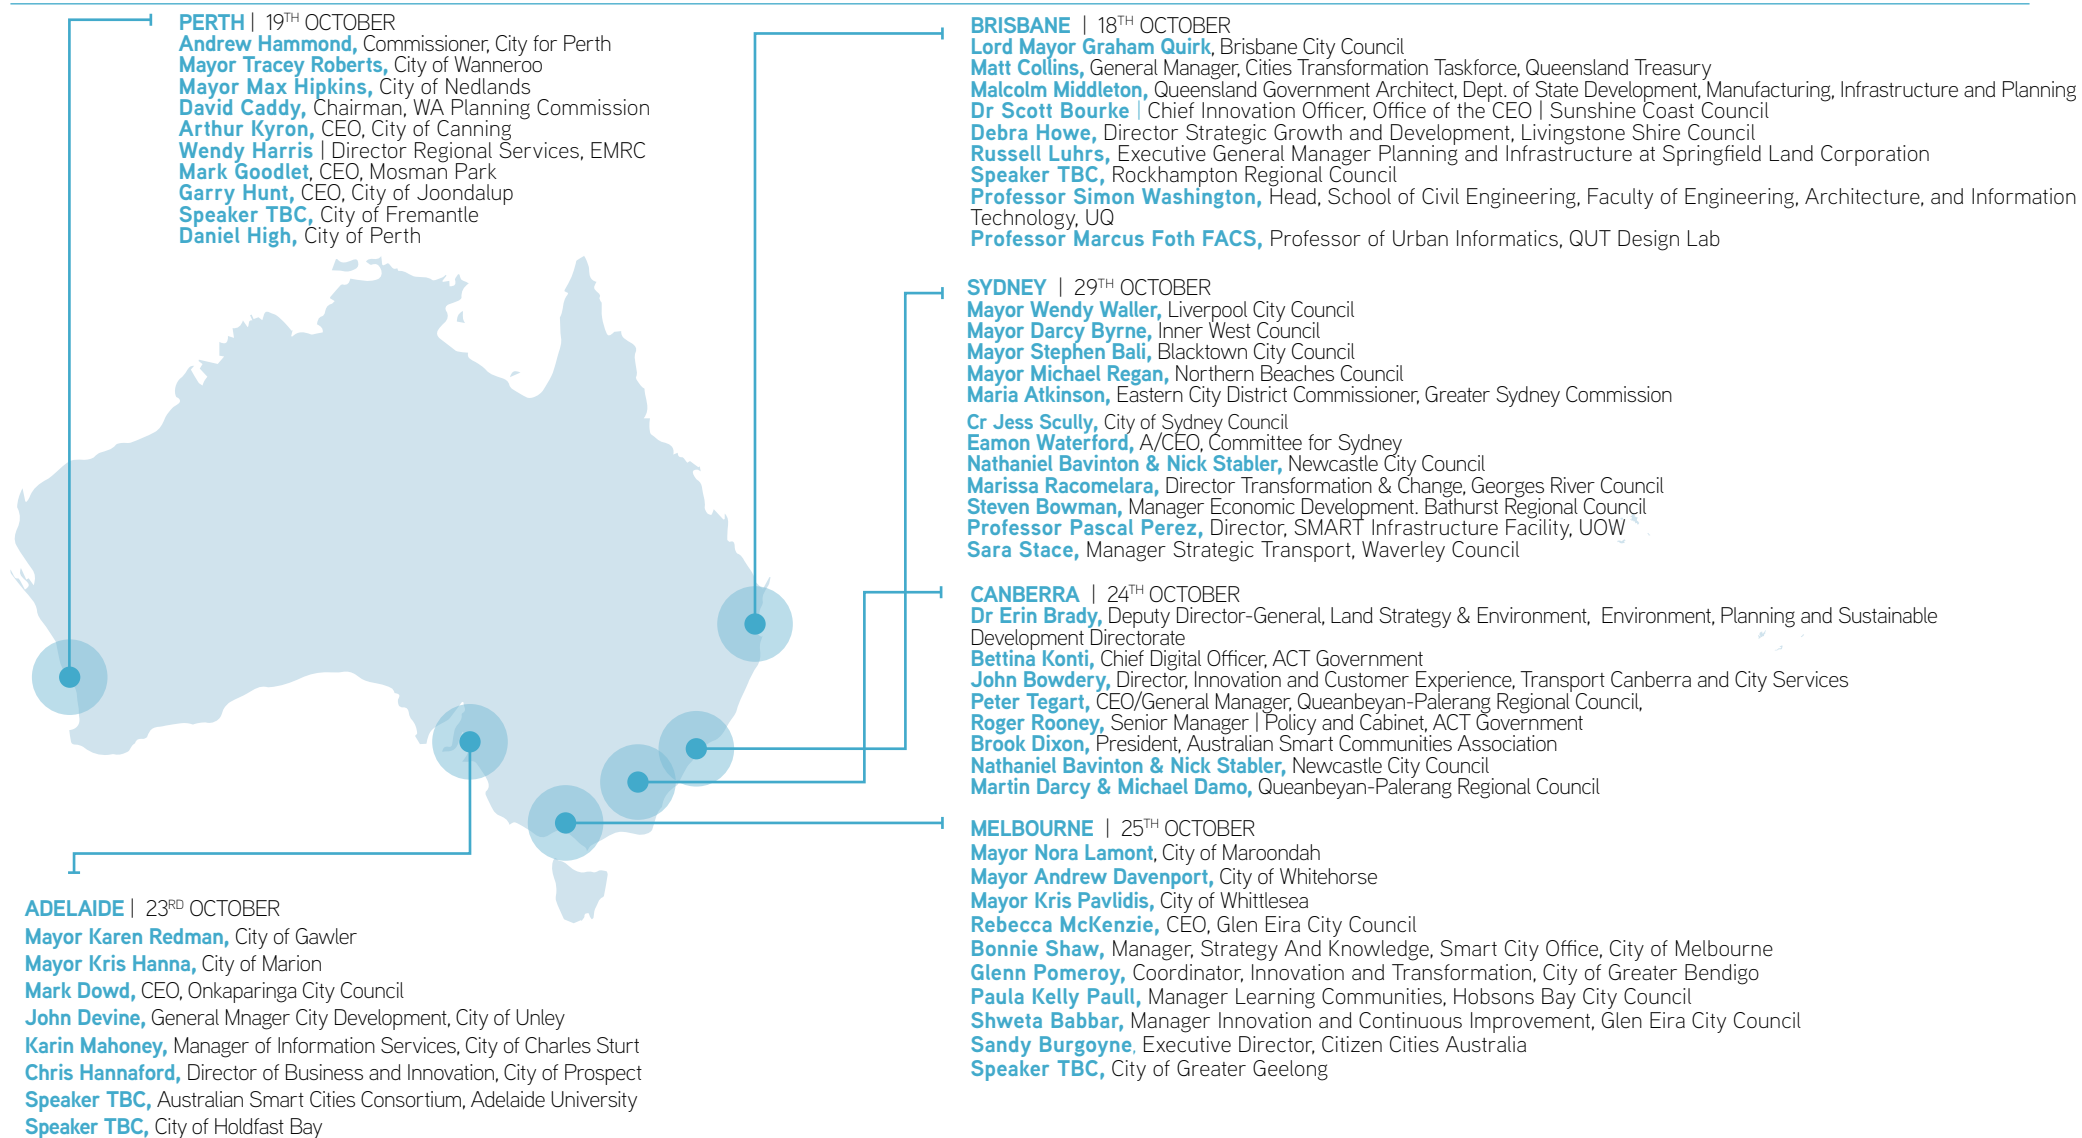 PERTH | 19TH OCTOBER
Andrew Hammond, Commissioner, City for Perth
Mayor Tracey Roberts, City of Wanneroo
Mayor Max Hipkins, City of Nedlands
David Caddy, Chairman, WA Planning Commission
Arthur Kyron, CEO, City of Canning
Wendy Harris | Director Regional Services, EMRC
Mark Goodlet, CEO, Mosman Park
Garry Hunt, CEO, City of Joondalup
Speaker TBC, City of Fremantle
Daniel High, City of Perth
BRISBANE | 18TH OCTOBER
Lord Mayor Graham Quirk, Brisbane City Council
Matt Collins, General Manager, Cities Transformation Taskforce, Queensland Treasury
Malcolm Middleton, Queensland Government Architect, Dept. of State Development, Manufacturing, Infrastructure and Planning
Dr Scott Bourke | Chief Innovation Officer, Office of the CEO | Sunshine Coast Council
Debra Howe, Director Strategic Growth and Development, Livingstone Shire Council
Russell Luhrs, Executive General Manager Planning and Infrastructure at Springfield Land Corporation
Speaker TBC, Rockhampton Regional Council
Professor Simon Washington, Head, School of Civil Engineering, Faculty of Engineering, Architecture, and Information
Technology, UQ
Professor Marcus Foth FACS, Professor of Urban Informatics, QUT Design Lab
SYDNEY | 29TH OCTOBER
Mayor Wendy Waller, Liverpool City Council
Mayor Darcy Byrne, Inner West Council
Mayor Stephen Bali, Blacktown City Council
Mayor Michael Regan, Northern Beaches Council
Maria Atkinson, Eastern City District Commissioner, Greater Sydney Commission
Cr Jess Scully, City of Sydney Council
Eamon Waterford, A/CEO, Committee for Sydney
Nathaniel Bavinton & Nick Stabler, Newcastle City Council
Marissa Racomelara, Director Transformation & Change, Georges River Council
Steven Bowman, Manager Economic Development. Bathurst Regional Council
Professor Pascal Perez, Director, SMART Infrastructure Facility, UOW
Sara Stace, Manager Strategic Transport, Waverley Council
CANBERRA | 24TH OCTOBER
Dr Erin Brady, Deputy Director-General, Land Strategy & Environment, Environment, Planning and Sustainable
Development Directorate
Bettina Konti, Chief Digital Officer, ACT Government
John Bowdery, Director, Innovation and Customer Experience, Transport Canberra and City Services
Peter Tegart, CEO/General Manager, Queanbeyan-Palerang Regional Council,
Roger Rooney, Senior Manager | Policy and Cabinet, ACT Government
Brook Dixon, President, Australian Smart Communities Association
Nathaniel Bavinton & Nick Stabler, Newcastle City Council
Martin Darcy & Michael Damo, Queanbeyan-Palerang Regional Council
MELBOURNE | 25TH OCTOBER
Mayor Nora Lamont, City of Maroondah
Mayor Andrew Davenport, City of Whitehorse
Mayor Kris Pavlidis, City of Whittlesea
Rebecca McKenzie, CEO, Glen Eira City Council
Bonnie Shaw, Manager, Strategy And Knowledge, Smart City Office, City of Melbourne
Glenn Pomeroy, Coordinator, Innovation and Transformation, City of Greater Bendigo
Paula Kelly Paull, Manager Learning Communities, Hobsons Bay City Council
Shweta Babbar, Manager Innovation and Continuous Improvement, Glen Eira City Council
Sandy Burgoyne, Executive Director, Citizen Cities Australia
Speaker TBC, City of Greater Geelong
ADELAIDE | 23RD OCTOBER
Mayor Karen Redman, City of Gawler
Mayor Kris Hanna, City of Marion
Mark Dowd, CEO, Onkaparinga City Council
John Devine, General Mnager City Development, City of Unley
Karin Mahoney, Manager of Information Services, City of Charles Sturt
Chris Hannaford, Director of Business and Innovation, City of Prospect
Speaker TBC, Australian Smart Cities Consortium, Adelaide University
Speaker TBC, City of Holdfast Bay